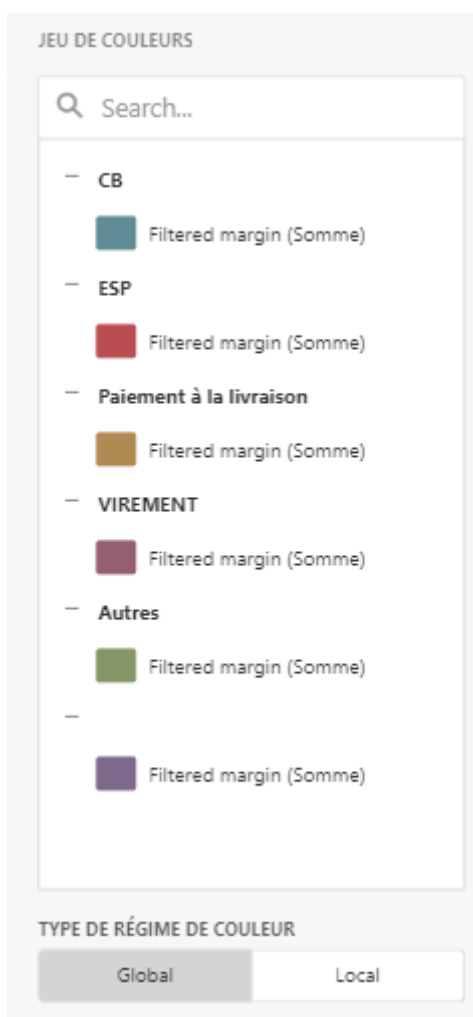 JEU DE COULEURS
Search...
CB
Filtered margin (Somme)
ESP
Filtered margin (Somme)
Paiement à la livraison
Filtered margin (Somme)
VIREMENT
Filtered margin (Somme)
Autres
Filtered margin (Somme)
Filtered margin (Somme)
TYPE DE RÉGIME DE COULEUR
Global Local